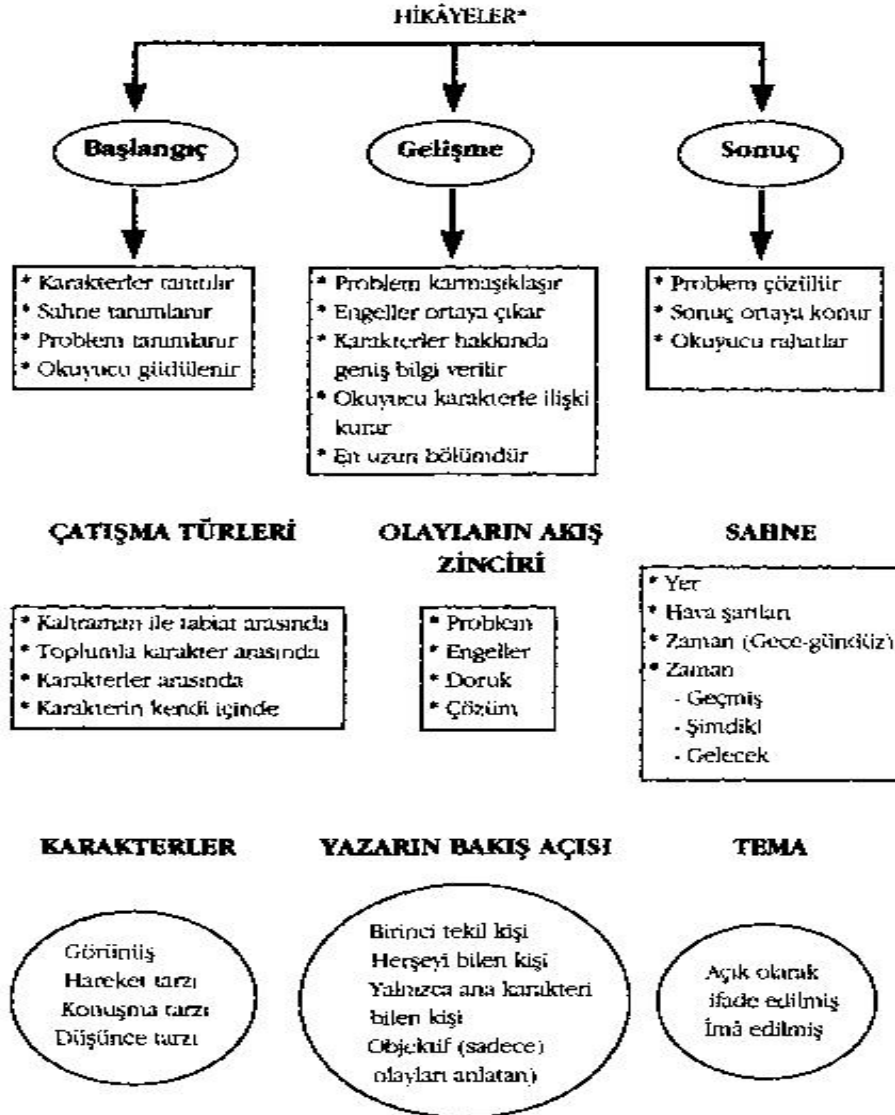 HİKÂYELER*
Başlangıç
Gelişme
Sonuç
* Karakterler tanıtılır
* Sahne tanımlanır
* Problem tanımlanır
* Okuyucu güdülenir
* Problem karmaşıklaşır
* Engeller ortaya çıkar
* Karakterler hakkında
geniş bilgi verilir
* Okuyucu karakterle ilişki
kurar
* En uzun bölümdür
* Problem çözülür
* Sonuç ortaya konur
* Okuyucu rahatlar
ÇATIŞMA TÜRLERİ
* Kahraman ile tabiat arasında
* Toplumla karakter arasında
* Karakterler arasında
* Karakterin kendi içinde
OLAYLARIN AKIŞ
ZİNCİRİ
* Problem
* Engeller
* Doruk
* Çözüm
SAHNE
* Yer
* Hava şartları
* Zaman (Gece-gündüz)
* Zaman
- Geçmiş
- Şimdiki
- Gelecek
KARAKTERLER
Görünüş
Hareket tarzı
Konuşma tarzı
Düşünce tarzı
YAZARIN BAKIŞ AÇISI
Birinci tekil kişi
Herşeyi bilen kişi
Yalnızca ana karakteri
bilen kişi
Objektif (sadece)
olayları anlatan)
TEMA
Açık olarak
ifade edilmiş
İmâ edilmiş